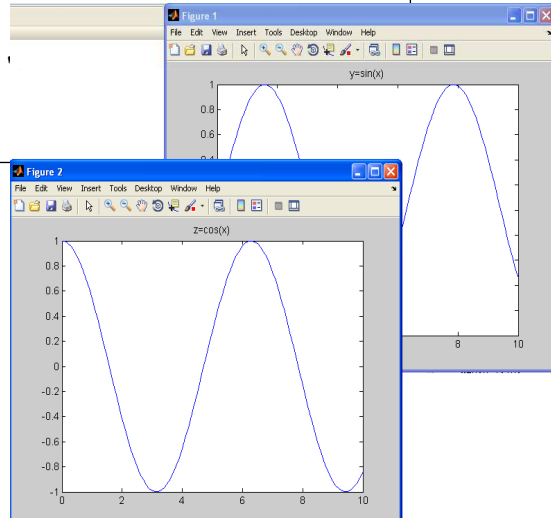 Figure 1
File Edit View Insert Tools Desktop Window Help
y=sin(x)
1
0.8
0.6
8
10
Figure 2
File Edit View Insert Tools Desktop Window Help
z=cos(x)
1
0.8
0.6
0.4
0.2
0
-0.2
-0.4
-0.6
-0.8
-1
0 2 4 6 8 10